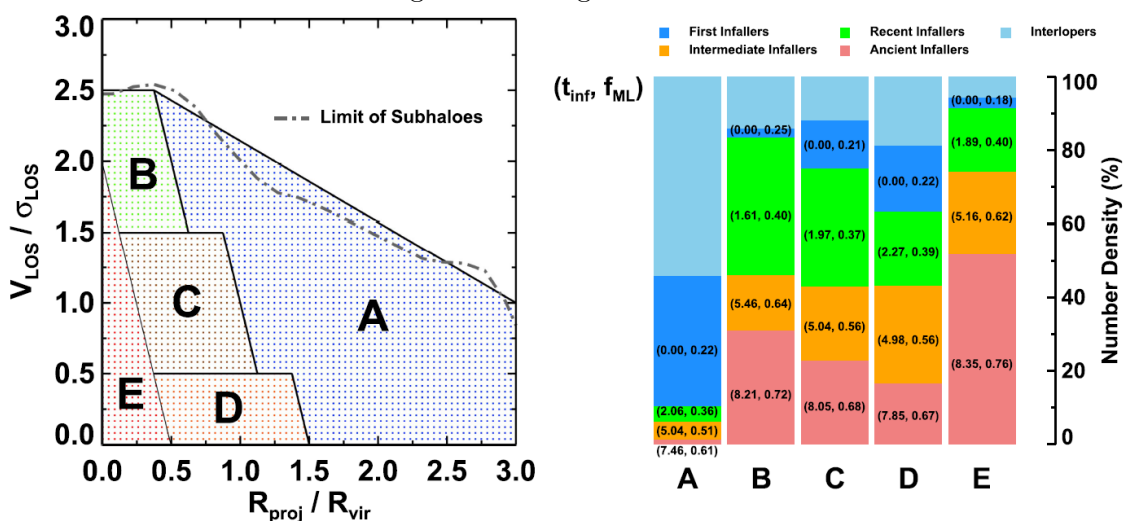 3.0
2.5
2.0
1.5
1.0
0.5
0.0
V_LOS / σ_LOS
0.0 0.5 1.0 1.5 2.0 2.5 3.0
R_proj / R_vir
Limit of Subhaloes
B
C
A
E
D
First Infallers
Recent Infallers
Interlopers
Intermediate Infallers
Ancient Infallers
(t_inf, f_ML)
(0.00, 0.22)
(2.06, 0.36)
(5.04, 0.51)
(7.46, 0.61)
A
(0.00, 0.25)
(1.61, 0.40)
(5.46, 0.64)
(8.21, 0.72)
B
(0.00, 0.21)
(1.97, 0.37)
(5.04, 0.56)
(8.05, 0.68)
C
(0.00, 0.22)
(2.27, 0.39)
(4.98, 0.56)
(7.85, 0.67)
D
(0.00, 0.18)
(1.89, 0.40)
(5.16, 0.62)
(8.35, 0.76)
E
100
80
60
40
20
0
Number Density (%)